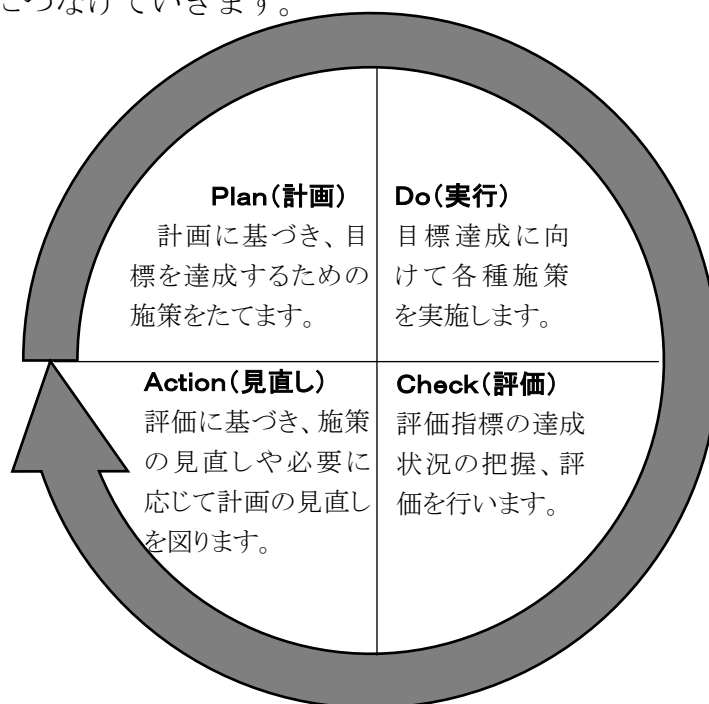 につなげていきます。
Plan(計画)
計画に基づき、目
標を達成するための
施策をたてます。
Do(実行)
目標達成に向
けて各種施策
を実施します。
Action(見直し)
評価に基づき、施策
の見直しや必要に
応じて計画の見直し
を図ります。
Check(評価)
評価指標の達成
状況の把握、評
価を行います。